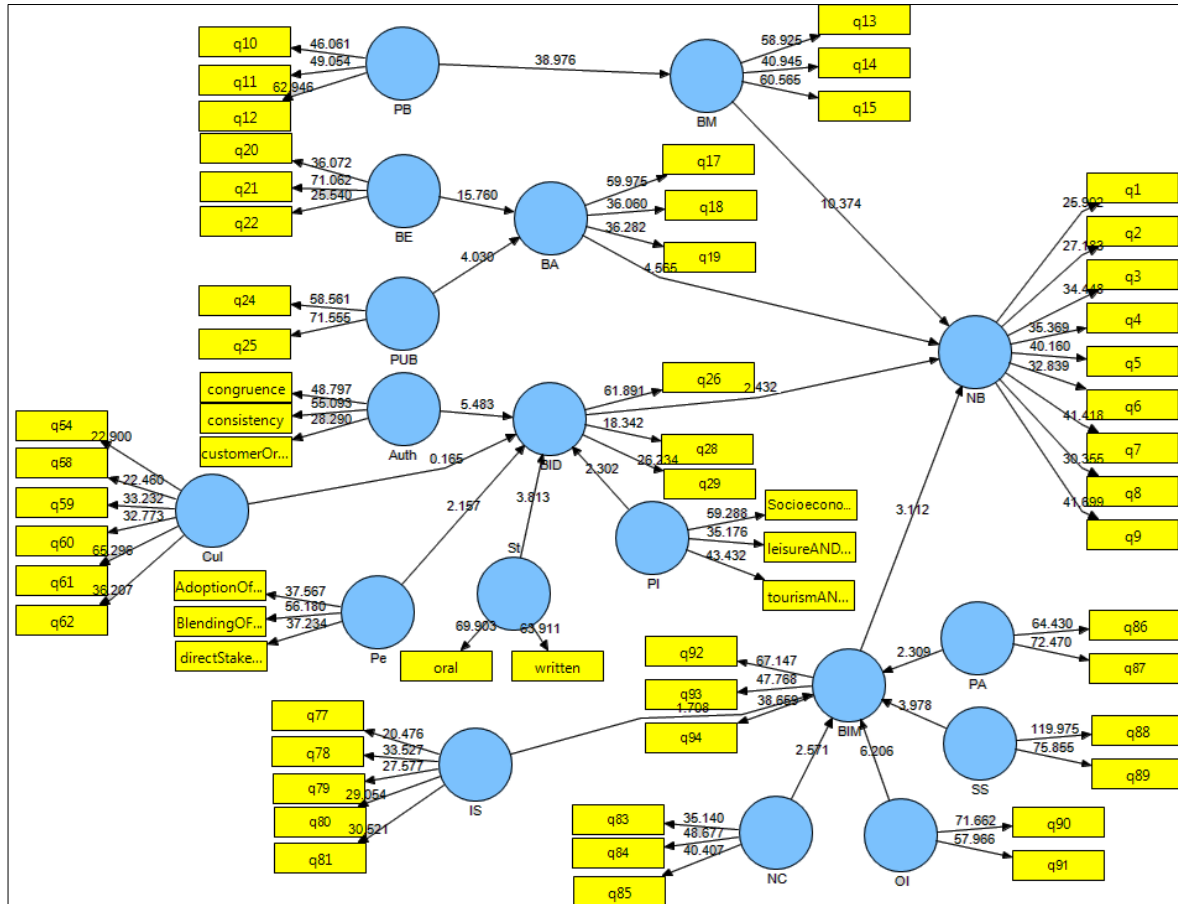 q10
q11
q12
46.061
49.054
62.946
PB
38.976
BM
58.925
40.945
60.565
q13
q14
q15
q20
q21
q22
36.072
71.062
25.540
BE
15.760
BA
59.975
36.060
36.282
q17
q18
q19
10.374
4.565
q24
q25
58.561
71.555
PUB
4.030
congruence
consistency
customerOr...
48.797
55.093
28.290
Auth
5.483
BID
61.891
18.342
26.234
q26
q28
q29
2.432
NB
25.902
27.183
34.448
35.369
40.160
32.839
41.418
30.355
41.699
q1
q2
q3
q4
q5
q6
q7
q8
q9
q54
q58
q59
q60
q61
q62
22.900
22.460
33.232
32.773
65.296
36.207
Cul
0.165
2.157
3.813
2.302
3.112
AdoptionOf...
BlendingOF...
directStake...
37.567
56.180
37.234
Pe
St
69.903
63.911
oral
written
PI
59.288
35.176
43.432
Socioecono...
leisureAND...
tourismAN...
q92
q93
q94
67.147
47.768
38.659
1.708
BIM
2.309
PA
64.430
72.470
q86
q87
3.978
SS
119.975
75.855
q88
q89
q77
q78
q79
q80
q81
20.476
33.527
27.577
29.054
30.521
IS
2.571
6.206
q83
q84
q85
35.140
48.677
40.407
NC
OI
71.662
57.966
q90
q91